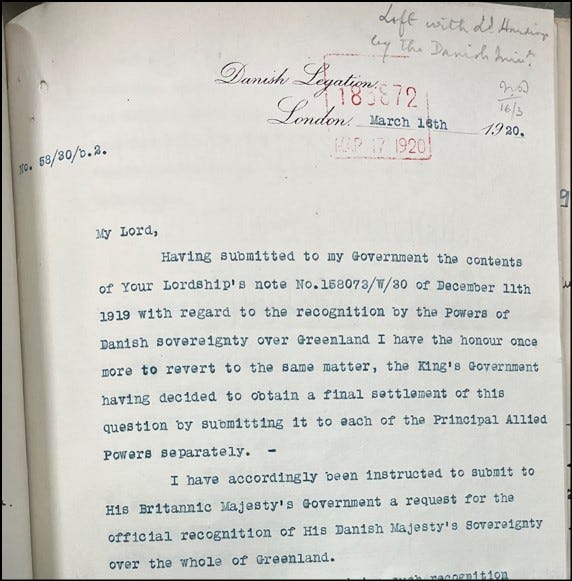 Left with Ld Hardinge
by the Danish Minr
16/3
Danish Legation.
185872
London, March 16th 1920.
MAR 17 1920
No. 58/30/b.2.
My Lord,
Having submitted to my Government the contents
of Your Lordship's note No.158073/W/30 of December 11th
1919 with regard to the recognition by the Powers of
Danish sovereignty over Greenland I have the honour once
more to revert to the same matter, the King's Government
having decided to obtain a final settlement of this
question by submitting it to each of the Principal Allied
Powers separately. -
I have accordingly been instructed to submit to
His Britannic Majesty's Government a request for the
official recognition of His Danish Majesty's Sovereignty
over the whole of Greenland.
such recognition